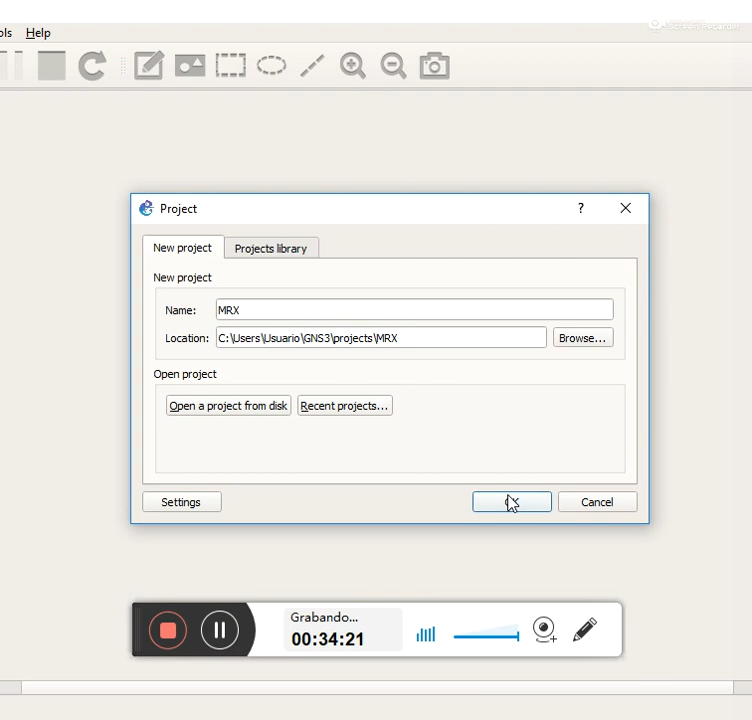 ols Help
Project ?
New project Projects library
New project
Name: MRX
Location: C:\Users\Usuario\GNS3\projects\MRX Browse...
Open project
Open a project from disk Recent projects...
Settings Cancel
Grabando...
00:34:21